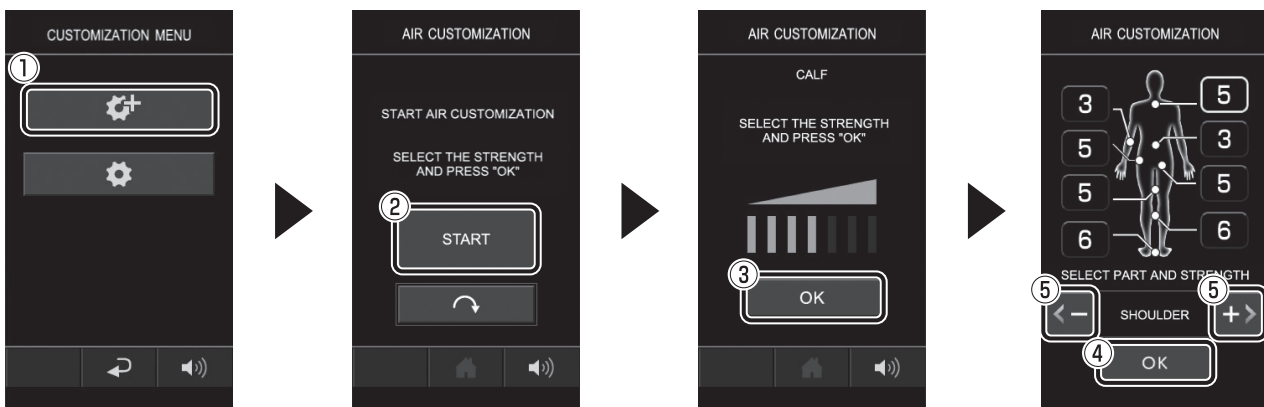 CUSTOMIZATION MENU
①
AIR CUSTOMIZATION
START AIR CUSTOMIZATION
SELECT THE STRENGTH
AND PRESS "OK"
②
START
AIR CUSTOMIZATION
CALF
SELECT THE STRENGTH
AND PRESS "OK"
③
OK
AIR CUSTOMIZATION
3 5
5 3
5 5
6 6
SELECT PART AND STRENGTH
⑤ ⑤
< − SHOULDER + >
④
OK